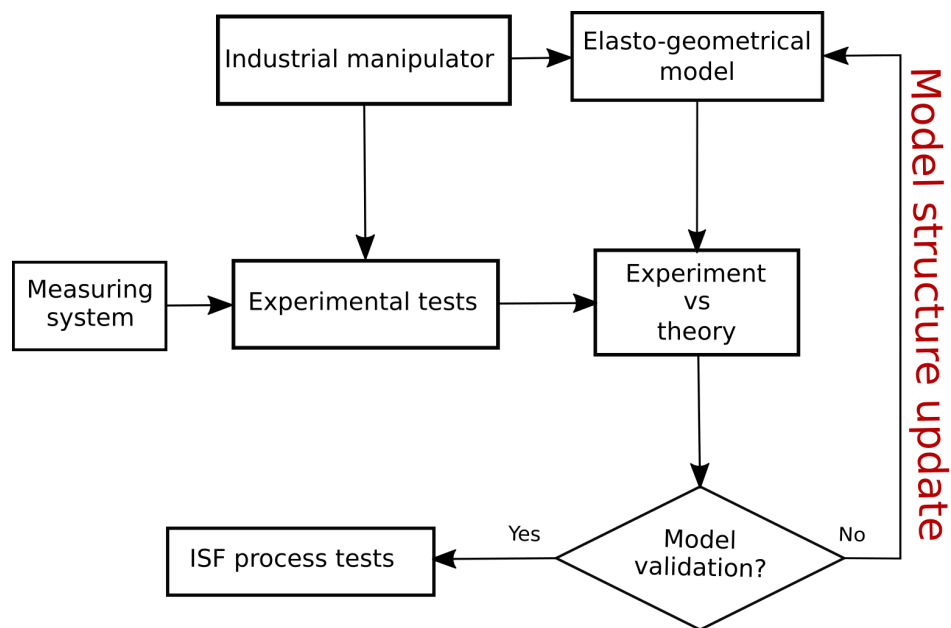 Industrial manipulator
Elasto-geometrical
model
Measuring
system
Experimental tests
Experiment
vs
theory
Model structure update
Yes
Model
validation?
No
ISF process tests